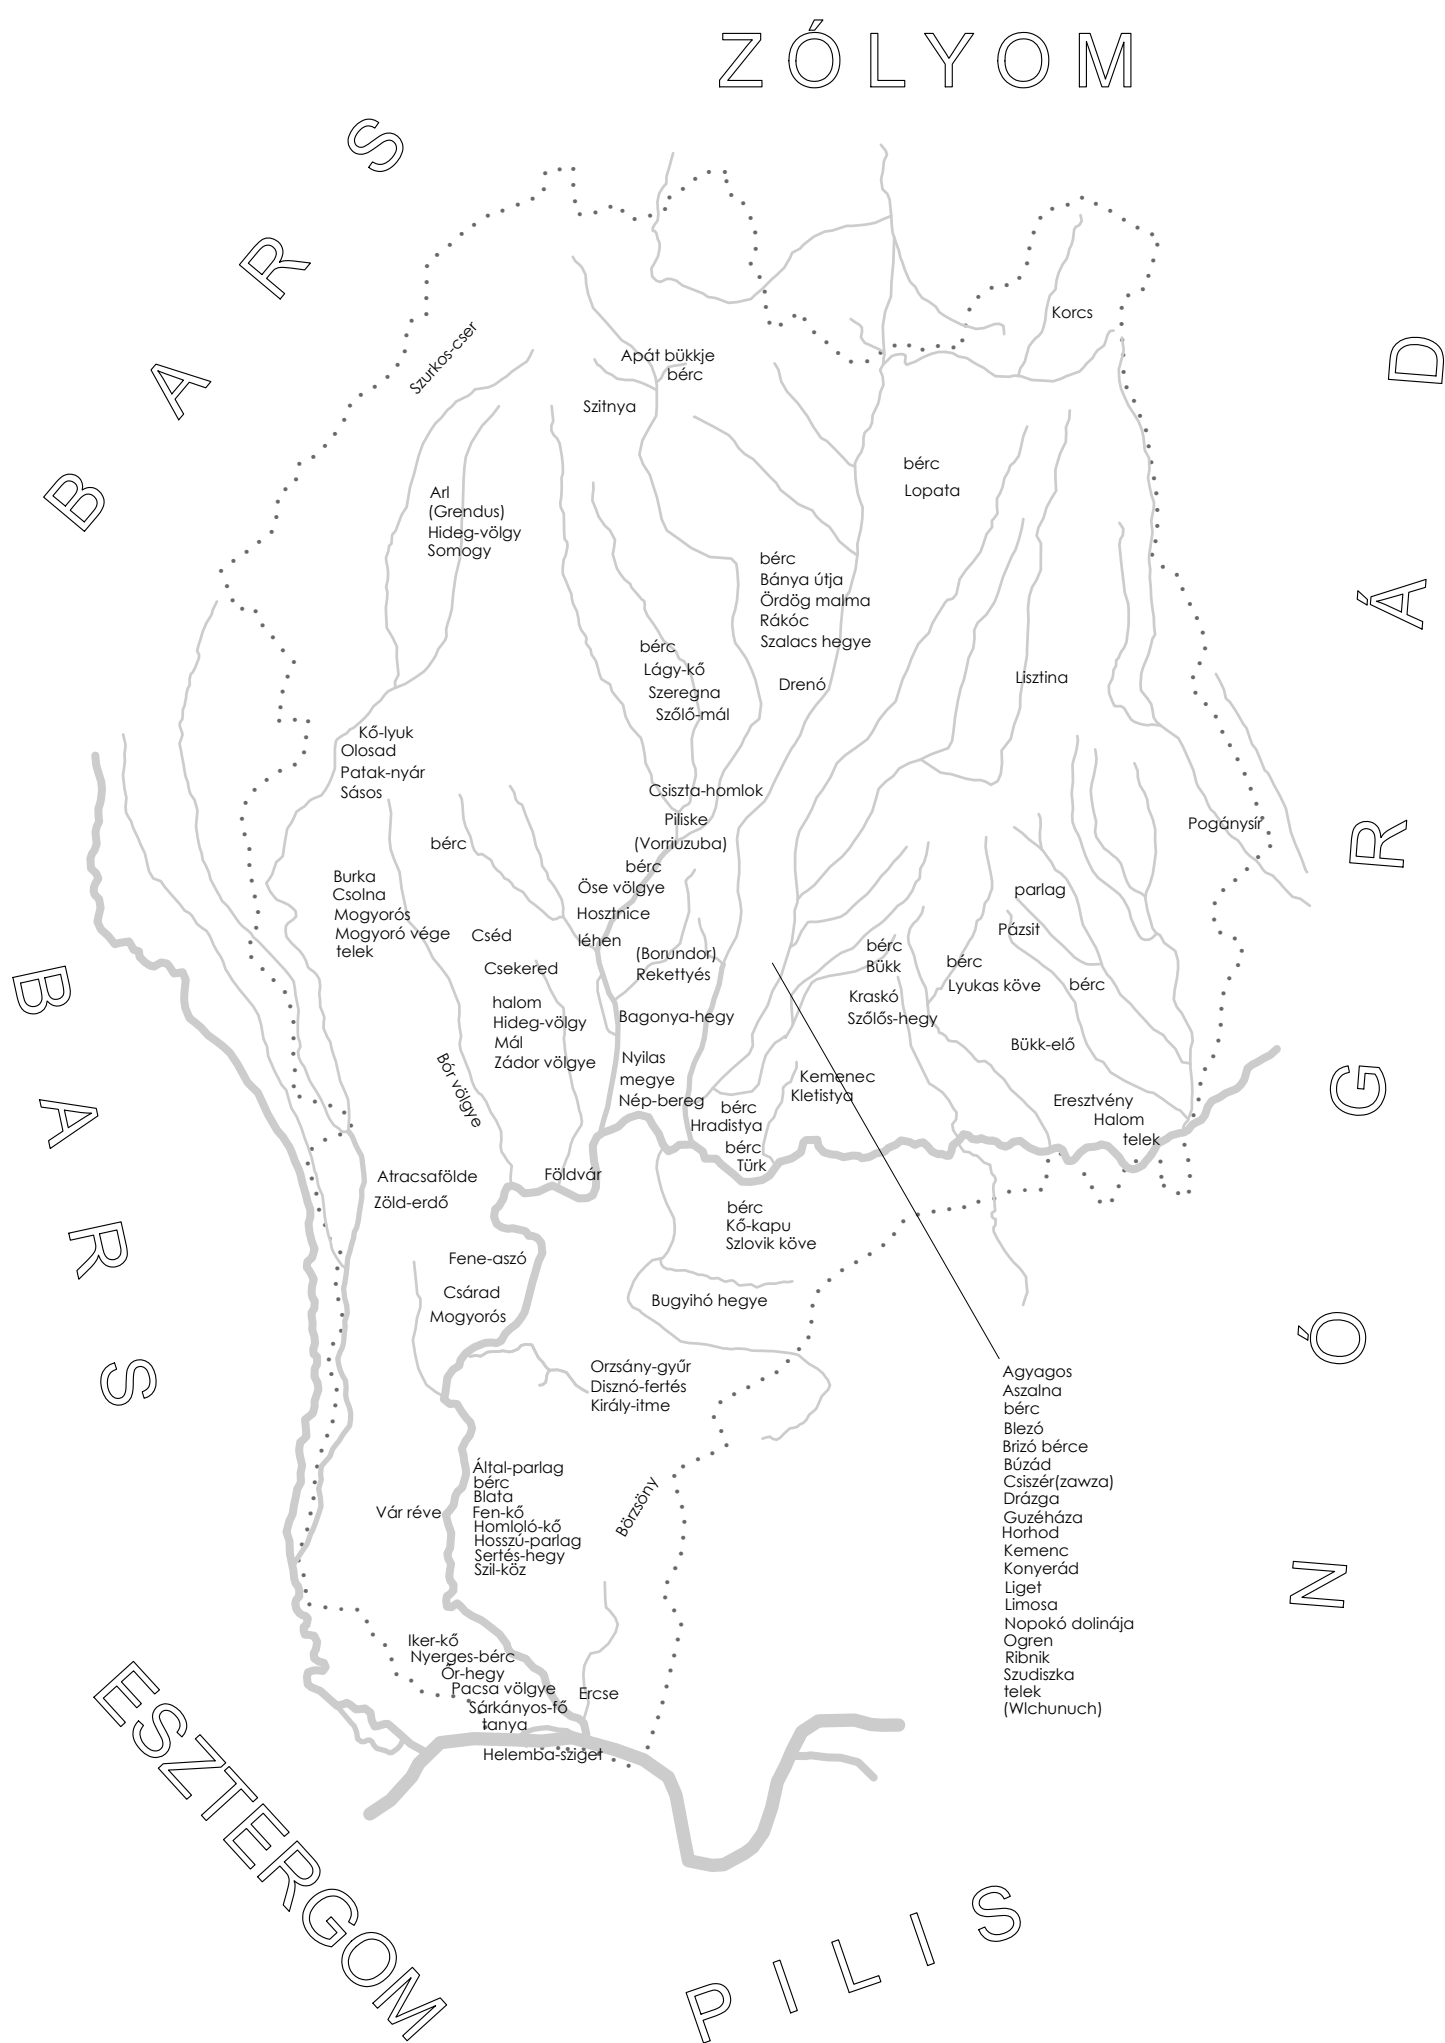 ZÓLYOM
BARS
Korcs
Szurkos-cser
Apát bükkje
bérc
Szitnya
NÓGRÁD
bérc
Lopata
Arl
(Grendus)
Hideg-völgy
Somogy
bérc
Bánya útja
Ördög malma
Rákóc
Szalacs hegye
bérc
Lágy-kő
Szeregna
Szőlő-mál
Drenó
Lisztina
Kő-lyuk
Olosad
Patak-nyár
Sásos
Csiszta-homlok
Piliske
(Vorriuzuba)
bérc
Öse völgye
Hosztnice
léhen
Pogánysír
bérc
Burka
Csolna
Mogyorós
Mogyoró vége
telek
Cséd
Csekered
halom
Hideg-völgy
Mál
Zádor völgye
(Borundor)
Rekettyés
Bagonya-hegy
Nyilas
megye
Nép-bereg
parlag
Pázsit
bérc
Bükk
bérc
Lyukas köve
bérc
Kraskó
Szőlős-hegy
Bükk-elő
BARS
Bór völgye
Kemenec
Kletistya
bérc
Hradistya
bérc
Türk
Eresztvény
Halom
telek
Atracsafölde
Zöld-erdő
Földvár
bérc
Kő-kapu
Szlovik köve
Fene-aszó
Csárad
Mogyorós
Bugyihó hegye
Orzsány-gyűr
Disznó-fertés
Király-itme
Agyagos
Aszalna
bérc
Blezó
Brizó bérce
Búzád
Csiszér(zawza)
Drázga
Guzéháza
Horhod
Kemenc
Konyerád
Liget
Limosa
Nopokó dolinája
Ogren
Ribnik
Szudiszka
telek
(Wlchunuch)
Által-parlag
bérc
Blata
Fen-kő
Homloló-kő
Hosszú-parlag
Sertés-hegy
Szil-köz
Vár réve
Börzsöny
Iker-kő
Nyerges-bérc
Őr-hegy
Pacsa völgye
Sárkányos-fő
tanya
Ercse
Helemba-sziget
ESZTERGOM
PILIS